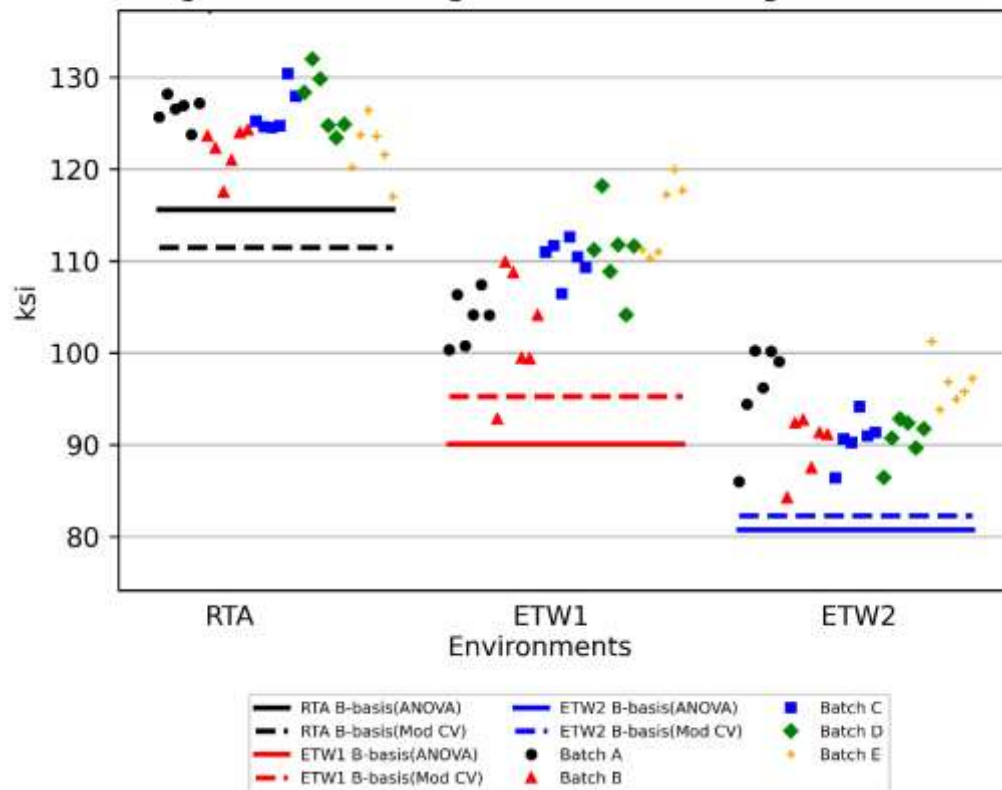 130
120
110
100
90
80
ksi
RTA ETW1 ETW2
Environments
RTA B-basis(ANOVA) ETW2 B-basis(ANOVA) Batch C
RTA B-basis(Mod CV) ETW2 B-basis(Mod CV) Batch D
ETW1 B-basis(ANOVA) Batch A Batch E
ETW1 B-basis(Mod CV) Batch B